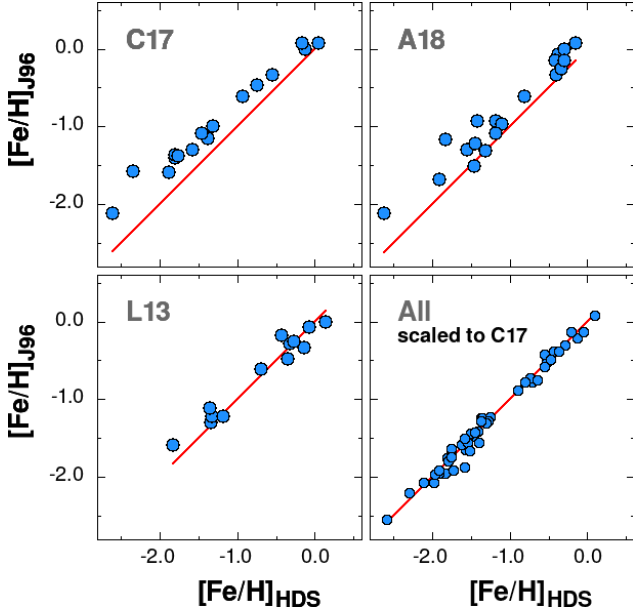 C17
A18
0.0
-1.0
-2.0
[Fe/H]J96
L13
All
scaled to C17
0.0
-1.0
-2.0
[Fe/H]J96
-2.0 -1.0 0.0 -2.0 -1.0 0.0
[Fe/H]HDS [Fe/H]HDS